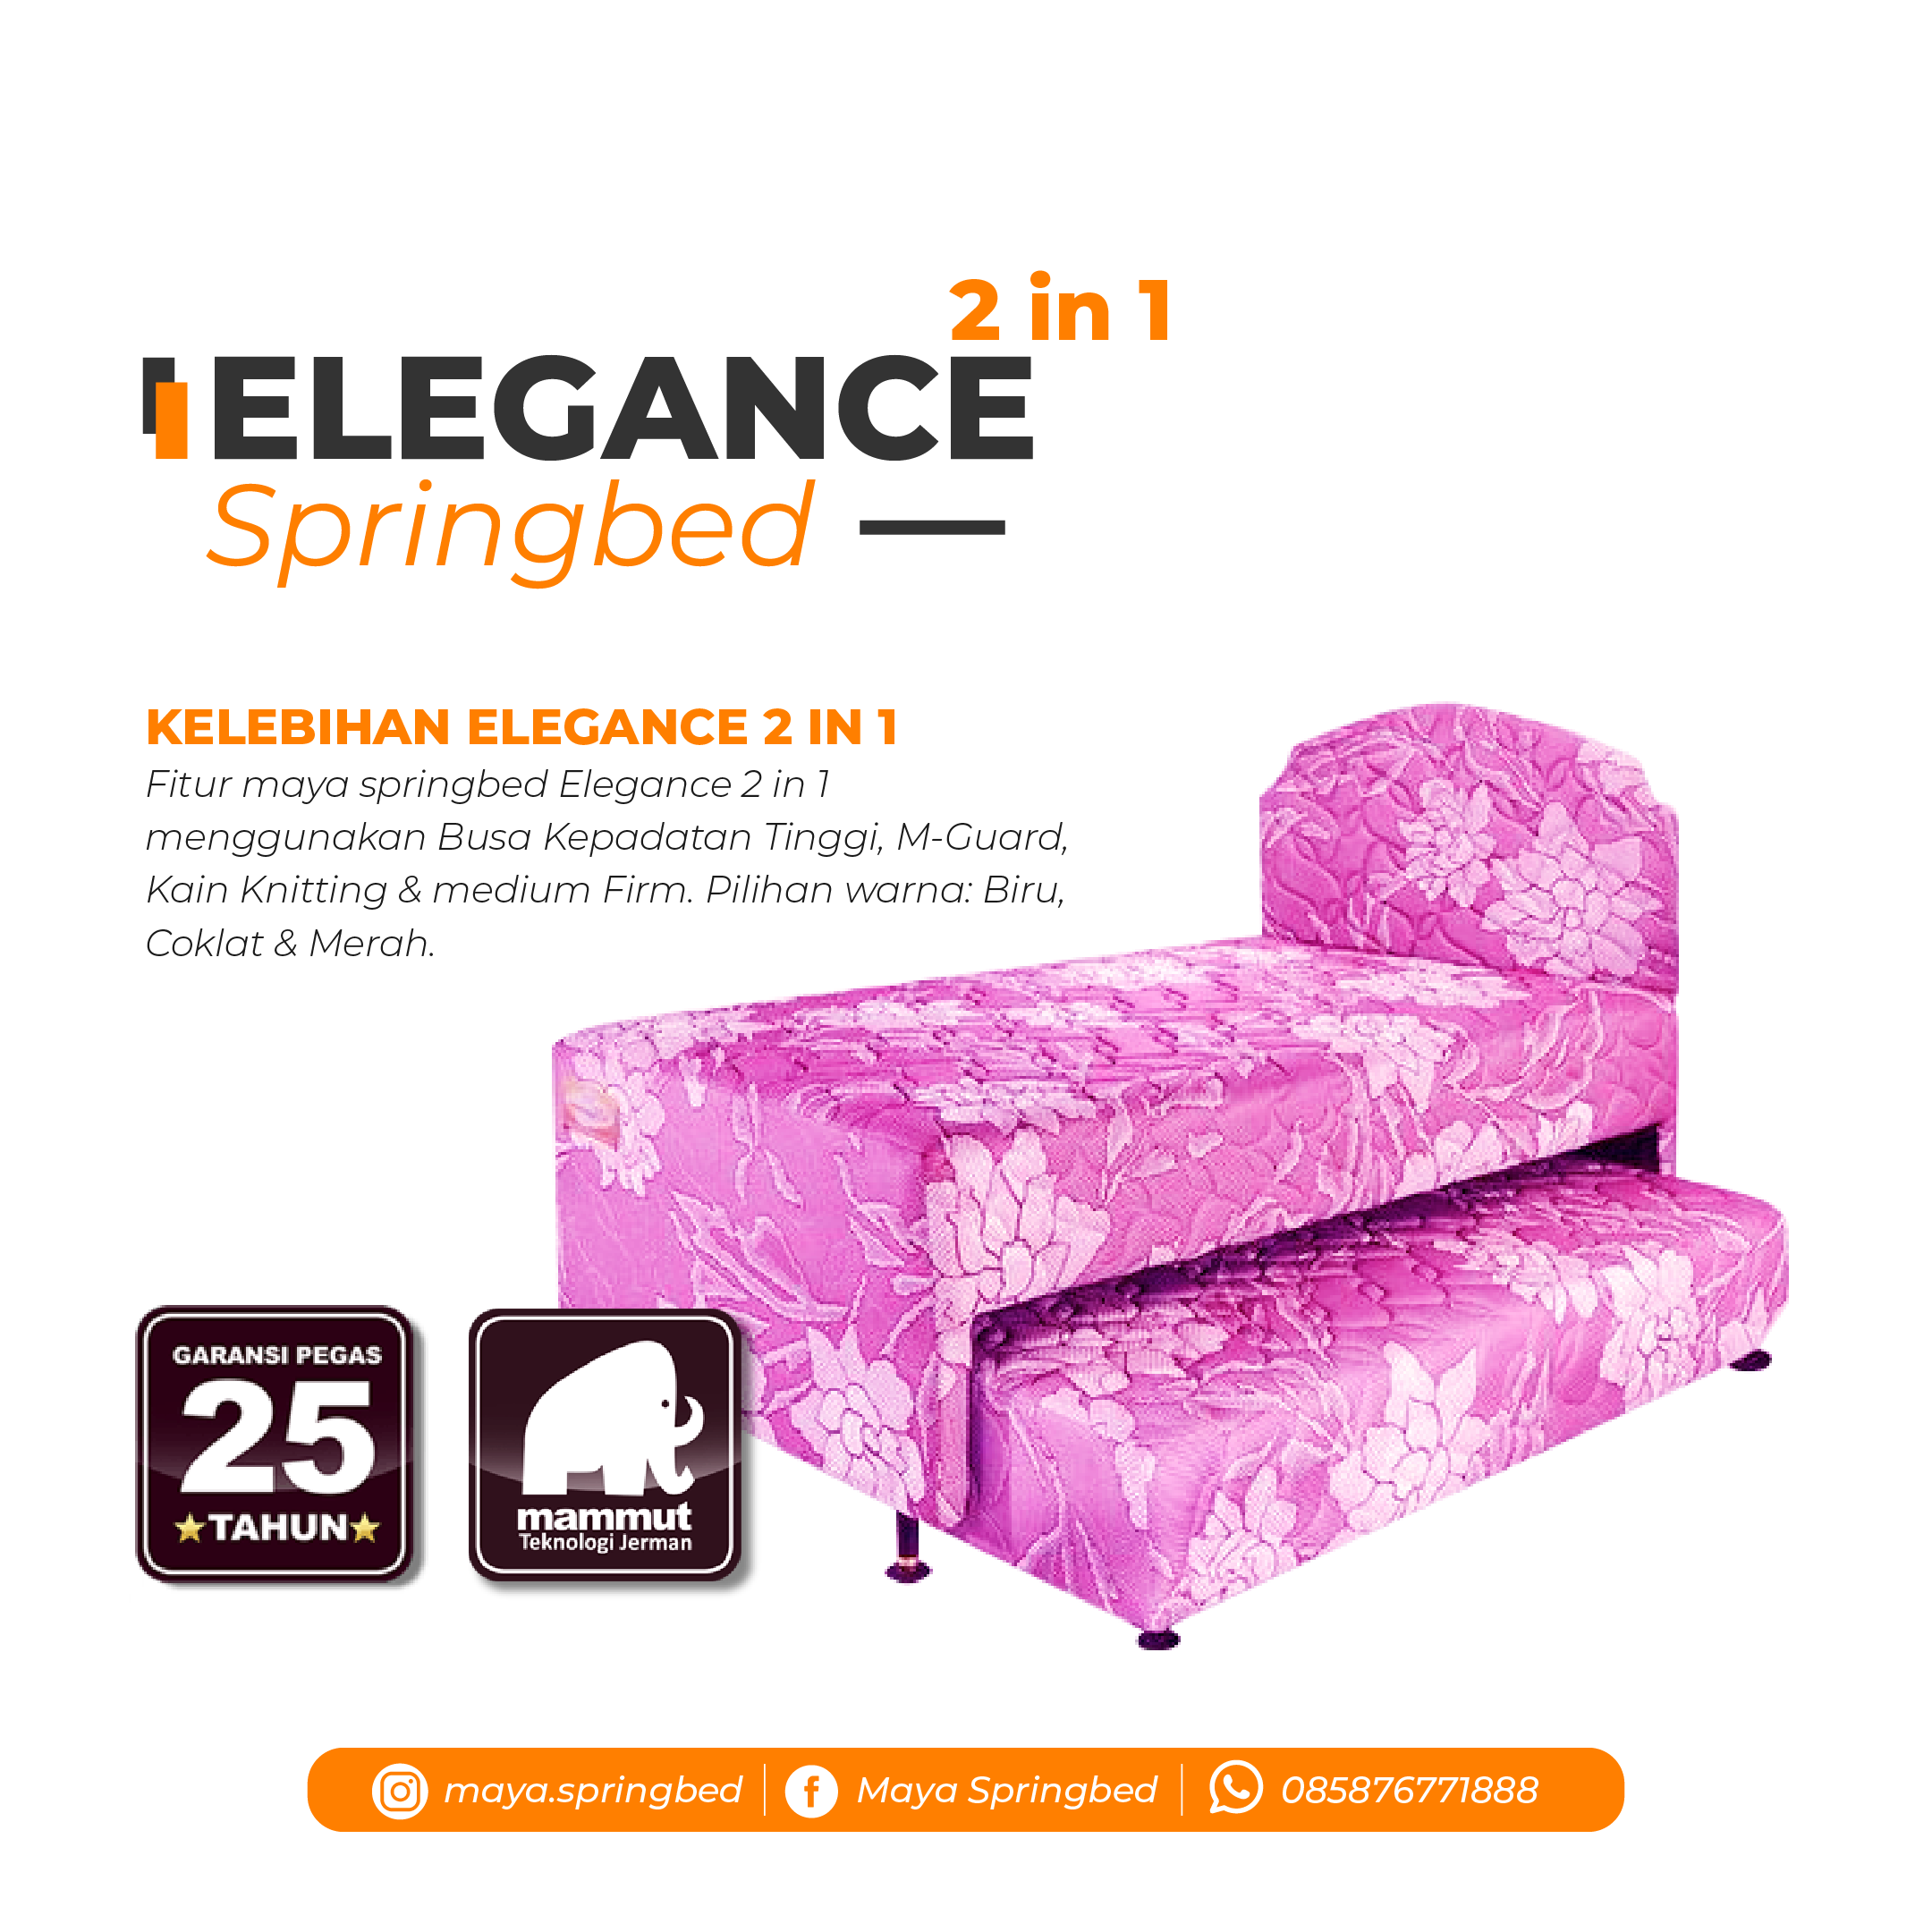 2 in 1
ELEGANCE
Springbed
KELEBIHAN ELEGANCE 2 IN 1
Fitur maya springbed Elegance 2 in 1
menggunakan Busa Kepadatan Tinggi, M-Guard,
Kain Knitting & medium Firm. Pilihan warna: Biru,
Coklat & Merah.
GARANSI PEGAS
25
TAHUN
mammut
Teknologi Jerman
maya.springbed
Maya Springbed
085876771888